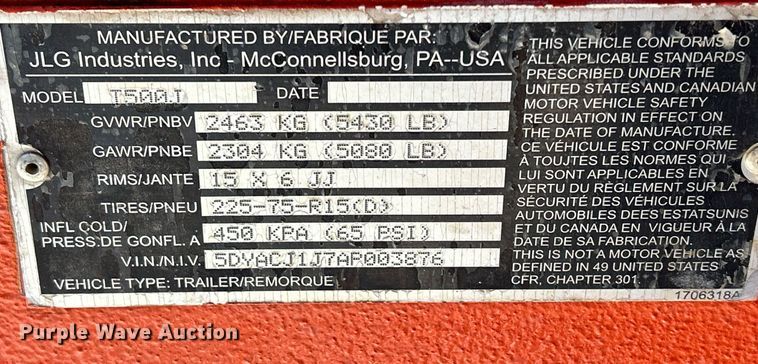 MANUFACTURED BY/FABRIQUE PAR:
JLG Industries, Inc - McConnellsburg, PA--USA
MODEL T500J DATE
GVWR/PNBV 2463 KG (5430 LB)
GAWR/PNBE 2304 KG (5080 LB)
RIMS/JANTE 15 X 6 JJ
TIRES/PNEU 225-75-R15(D)
INFL COLD/
PRESS:DE GONFL. A 450 KPA (65 PSI)
V.I.N/N.I.V. 5DYACJ1J7AP003876
VEHICLE TYPE: TRAILER/REMORQUE
THIS VEHICLE CONFORMS TO
ALL APPLICABLE STANDARDS
PRESCRIBED UNDER THE
UNITED STATES AND CANADIAN
MOTOR VEHICLE SAFETY
REGULATION IN EFFECT ON
THE DATE OF MANUFACTURE.
CE VÉHICULE EST CONFORME
À TOUJTES LES NORMES QUI
LUI SONT APPLICABLES EN
VERTU DU RÈGLEMENT SUR LA
SÉCURITÉ DES VÉHICULES
AUTOMOBILES DEES ESTATSUNIS
ET DU CANADA EN VIGUEUR À LA
DATE DE SA FABRICATION.
THIS IS NOT A MOTOR VEHICLE AS
DEFINED IN 49 UNITED STATES
CFR, CHAPTER 301.
1706318A
Purple Wave Auction